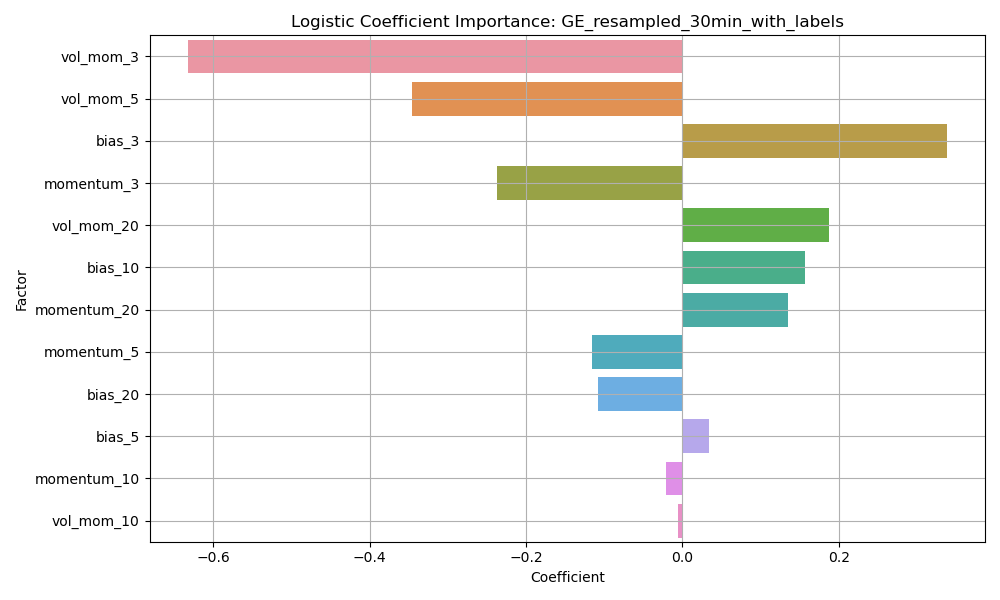 Logistic Coefficient Importance: GE_resampled_30min_with_labels
Factor
vol_mom_3
vol_mom_5
bias_3
momentum_3
vol_mom_20
bias_10
momentum_20
momentum_5
bias_20
bias_5
momentum_10
vol_mom_10
−0.6 −0.4 −0.2 0.0 0.2
Coefficient